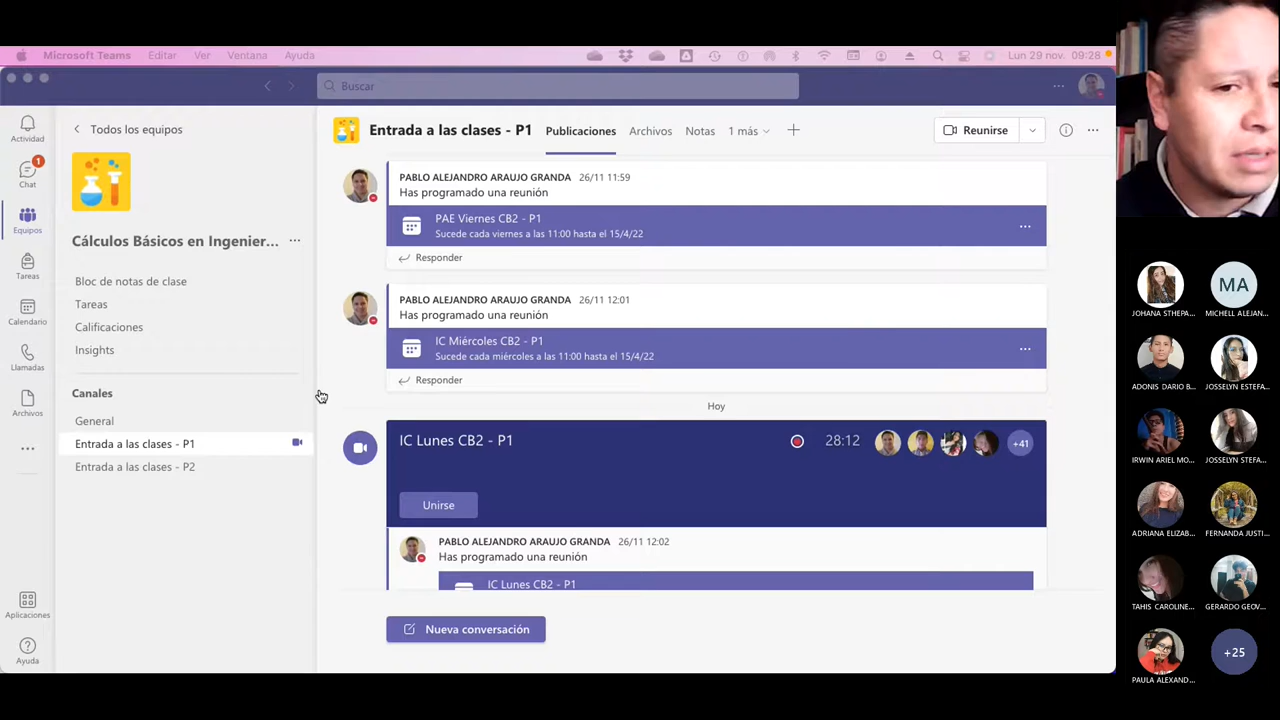 Microsoft Teams Editar Ver Ventana Ayuda Lun 29 nov. 09:28
Buscar
Actividad
Chat
1
Equipos
Tareas
Calendario
Llamadas
Archivos
Aplicaciones
Ayuda
Todos los equipos
Cálculos Básicos en Ingenier...
Bloc de notas de clase
Tareas
Calificaciones
Insights
Canales
General
Entrada a las clases - P1
Entrada a las clases - P2
Entrada a las clases - P1 Publicaciones Archivos Notas 1 más Reunirse
PABLO ALEJANDRO ARAUJO GRANDA 26/11 11:59
Has programado una reunión
PAE Viernes CB2 - P1
Sucede cada viernes a las 11:00 hasta el 15/4/22
Responder
PABLO ALEJANDRO ARAUJO GRANDA 26/11 12:01
Has programado una reunión
IC Miércoles CB2 - P1
Sucede cada miércoles a las 11:00 hasta el 15/4/22
Responder
Hoy
IC Lunes CB2 - P1 28:12 +41
Unirse
PABLO ALEJANDRO ARAUJO GRANDA 26/11 12:02
Has programado una reunión
IC Lunes CB2 - P1
Nueva conversación
MA
JOHANA STHEPA... MICHELL ALEJAN...
ADONIS DARIO B... JOSSELYN ESTEFA...
IRWIN ARIEL MO... JOSSELYN STEFA...
ADRIANA ELIZAB... FERNANDA JUSTI...
TAHIS CAROLINE... GERARDO GEOV...
+25
PAULA ALEXAND...